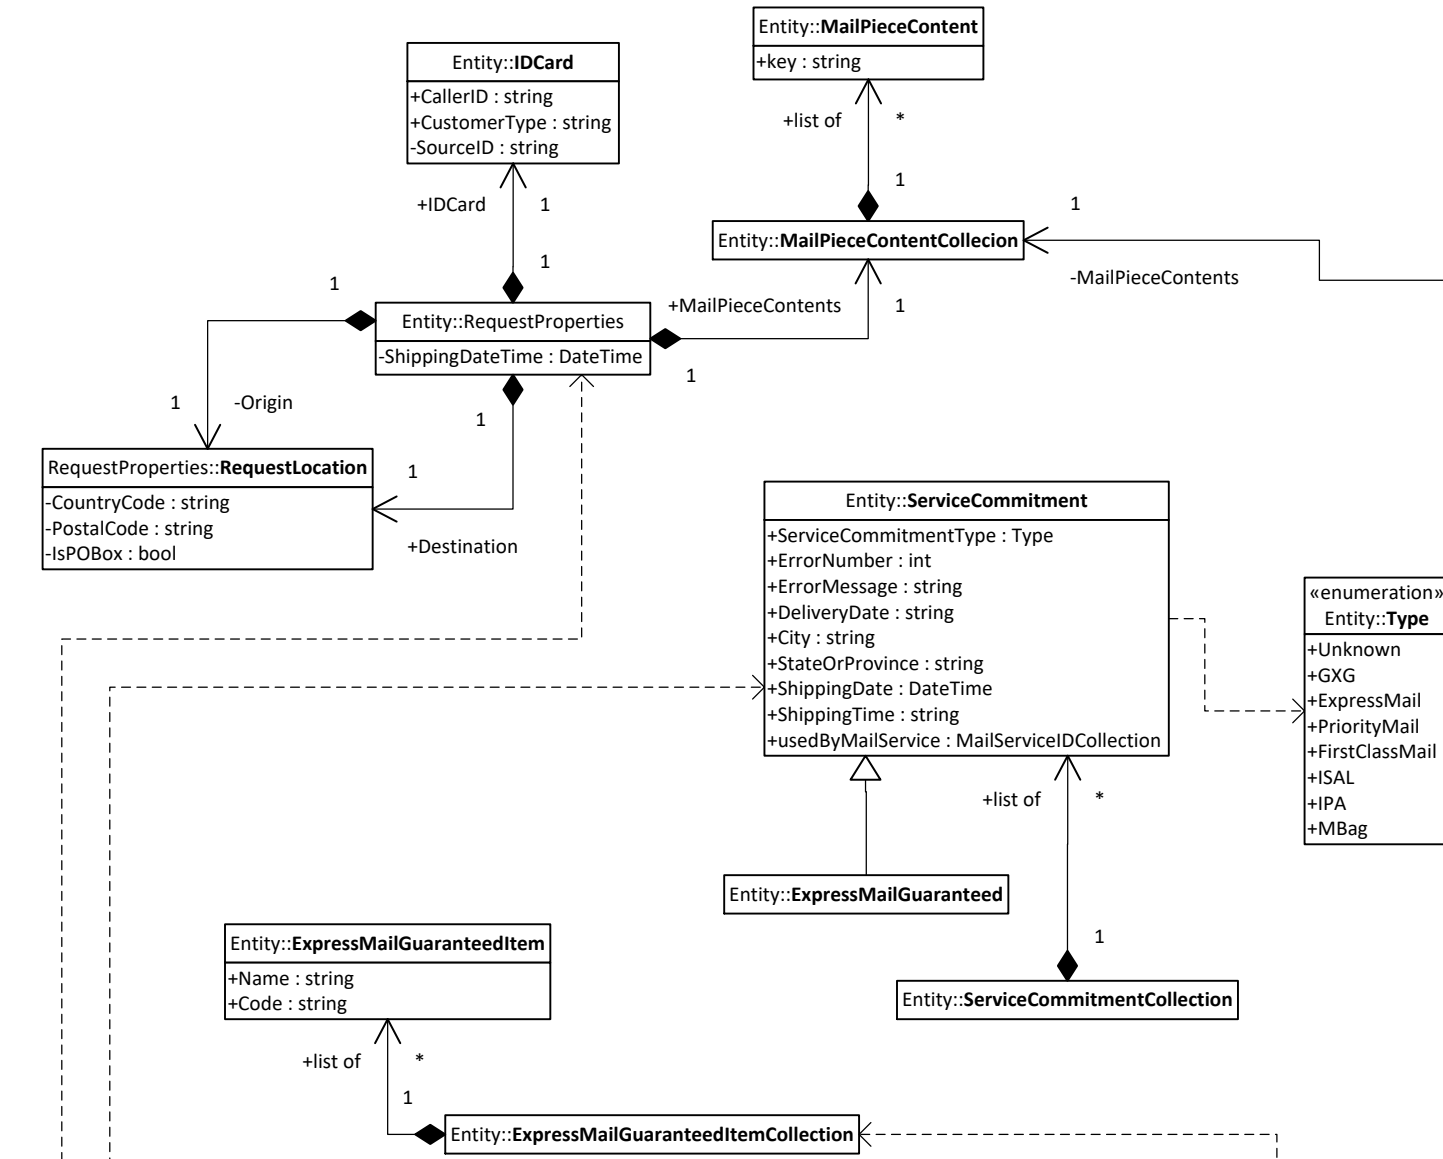 Entity::MailPieceContent
+key : string
Entity::IDCard
+CallerID : string
+CustomerType : string
-SourceID : string
+list of
*
1
+IDCard
1
1
Entity::MailPieceContentCollecion
1
-MailPieceContents
1
Entity::RequestProperties
-ShippingDateTime : DateTime
+MailPieceContents
1
1
1
-Origin
1
RequestProperties::RequestLocation
-CountryCode : string
-PostalCode : string
-IsPOBox : bool
1
+Destination
Entity::ServiceCommitment
+ServiceCommitmentType : Type
+ErrorNumber : int
+ErrorMessage : string
+DeliveryDate : string
+City : string
+StateOrProvince : string
+ShippingDate : DateTime
+ShippingTime : string
+usedByMailService : MailServiceIDCollection
«enumeration»
Entity::Type
+Unknown
+GXG
+ExpressMail
+PriorityMail
+FirstClassMail
+ISAL
+IPA
+MBag
+list of
*
Entity::ExpressMailGuaranteed
1
Entity::ServiceCommitmentCollection
Entity::ExpressMailGuaranteedItem
+Name : string
+Code : string
+list of
*
1
Entity::ExpressMailGuaranteedItemCollection